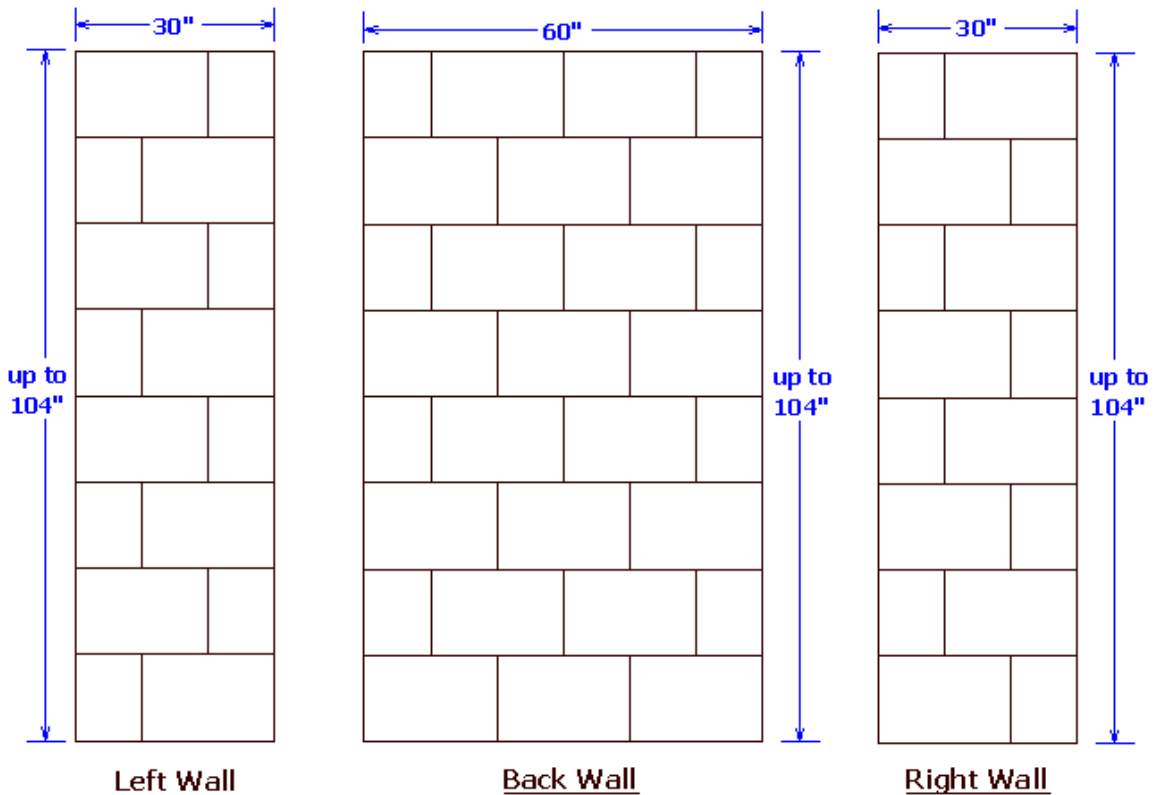 30"
60"
30"
up to
104"
up to
104"
up to
104"
Left Wall
Back Wall
Right Wall